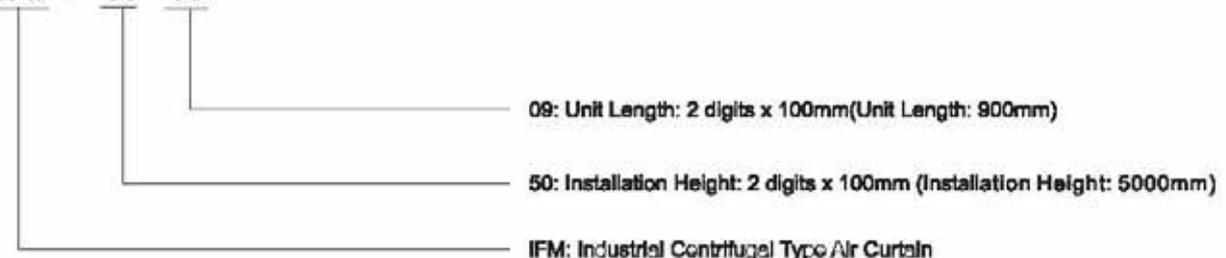 09: Unit Length: 2 digits x 100mm(Unit Length: 900mm)
50: Installation Height: 2 digits x 100mm (Installation Height: 5000mm)
IFM: Industrial Centrifugal Type Air Curtain